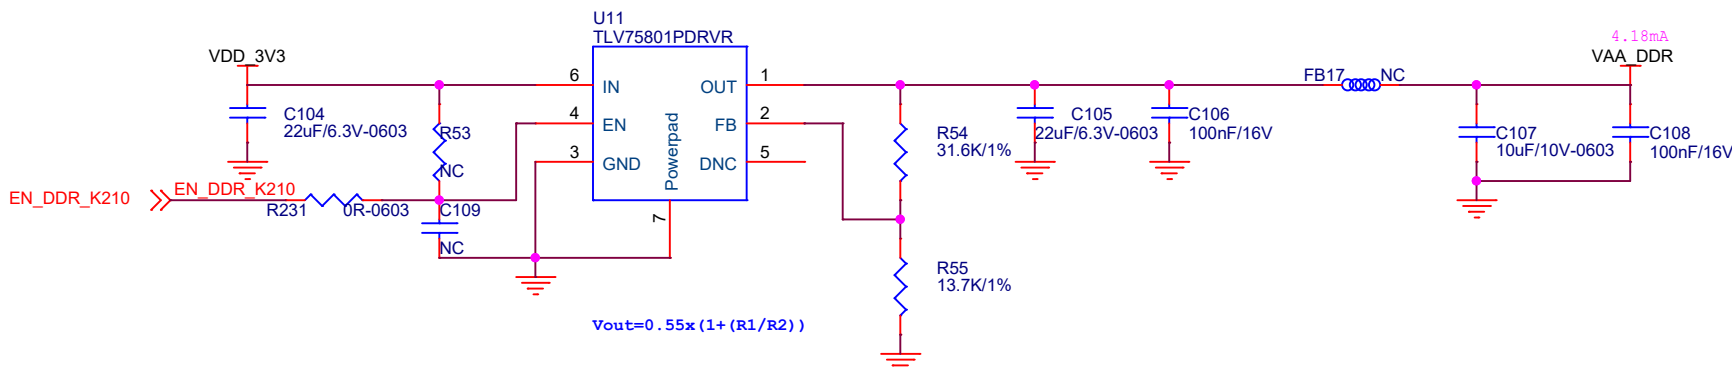 U11
TLV75801PDRVR
4.18mA
VDD_3V3
VAA_DDR
6
IN
OUT
1
FB17
NC
C104
22uF/6.3V-0603
R53
NC
4
EN
FB
2
R54
31.6K/1%
C105
22uF/6.3V-0603
C106
100nF/16V
C107
10uF/10V-0603
C108
100nF/16V
3
GND
DNC
5
Powerpad
7
EN_DDR_K210
EN_DDR_K210
R231
0R-0603
C109
NC
R55
13.7K/1%
Vout=0.55x(1+(R1/R2))